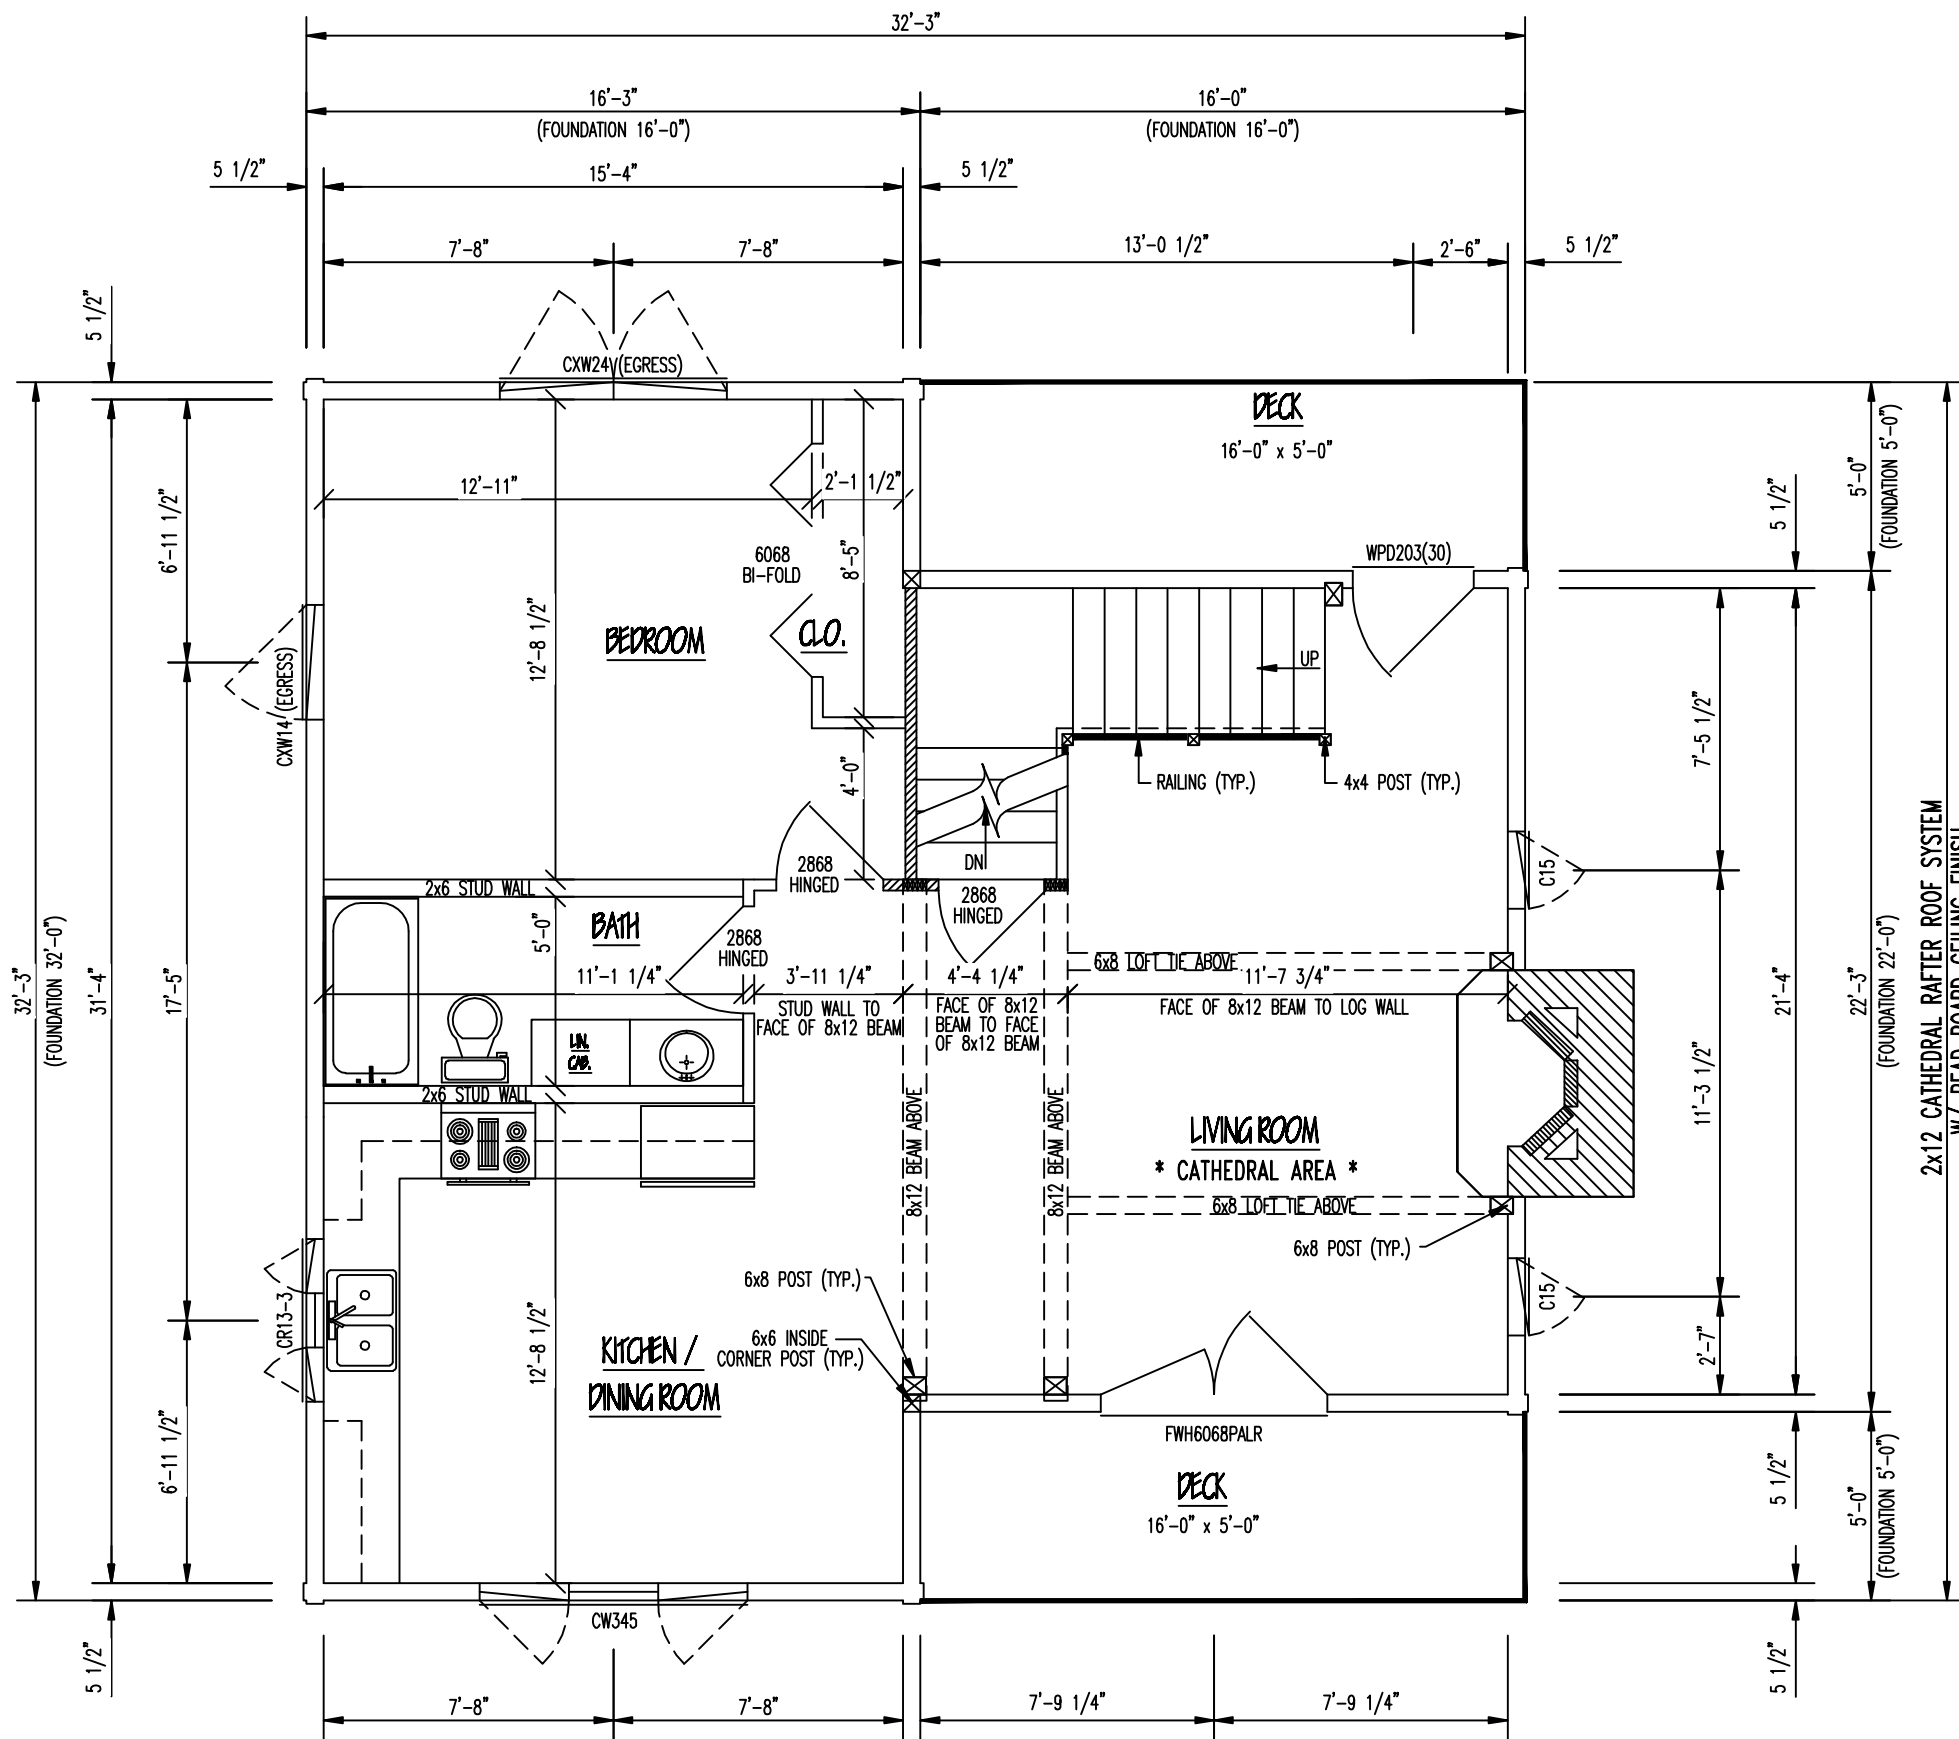 32'-3"
16'-3"
(FOUNDATION 16'-0")
16'-0"
(FOUNDATION 16'-0")
5 1/2"
15'-4"
5 1/2"
7'-8"
7'-8"
13'-0 1/2"
2'-6"
5 1/2"
5 1/2"
CXW24 (EGRESS)
DECK
16'-0" x 5'-0"
5'-0"
(FOUNDATION 5'-0")
5 1/2"
12'-11"
2'-1 1/2"
6'-11 1/2"
6068
BI-FOLD
8'-5"
WPD203(30)
12'-8 1/2"
BEDROOM
CLO.
UP
CXW14 (EGRESS)
4'-0"
RAILING (TYP.)
4x4 POST (TYP.)
7'-5 1/2"
DN
2868
HINGED
2868
HINGED
C15
2x6 STUD WALL
BATH
5'-0"
2868
HINGED
6x8 LOFT TIE ABOVE
11'-1 1/4"
3'-11 1/4"
STUD WALL TO
FACE OF 8x12 BEAM
4'-4 1/4"
FACE OF 8x12
BEAM TO FACE
OF 8x12 BEAM
11'-7 3/4"
FACE OF 8x12 BEAM TO LOG WALL
32'-3"
(FOUNDATION 32'-0")
31'-4"
17'-5"
21'-4"
22'-3"
(FOUNDATION 22'-0")
2x12 CATHEDRAL RAFTER ROOF SYSTEM
W/ BEAD BOARD CEILING FINISH
LIN.
CAB.
2x6 STUD WALL
11'-3 1/2"
8x12 BEAM ABOVE
8x12 BEAM ABOVE
LIVING ROOM
* CATHEDRAL AREA *
6x8 LOFT TIE ABOVE
6x8 POST (TYP.)
6x8 POST (TYP.)
CR13-3
C15
12'-8 1/2"
KITCHEN /
DINING ROOM
6x6 INSIDE
CORNER POST (TYP.)
2'-7"
6'-11 1/2"
FWH6068PALR
DECK
16'-0" x 5'-0"
5 1/2"
5'-0"
(FOUNDATION 5'-0")
CW345
5 1/2"
5 1/2"
7'-8"
7'-8"
7'-9 1/4"
7'-9 1/4"